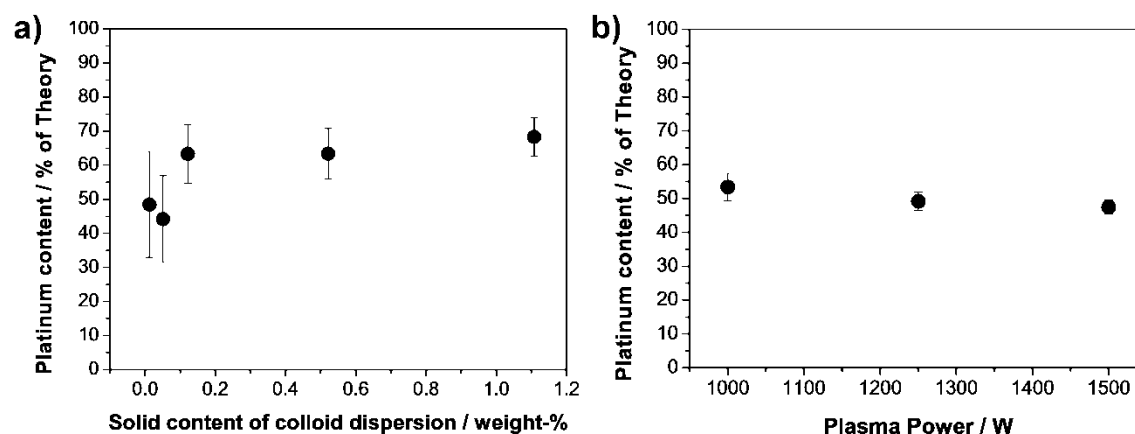 a)
Platinum content / % of Theory
100
90
80
70
60
50
40
30
20
10
0
0.0 0.2 0.4 0.6 0.8 1.0 1.2
Solid content of colloid dispersion / weight-%
b)
Platinum content / % of Theory
100
90
80
70
60
50
40
30
20
10
0
1000 1100 1200 1300 1400 1500
Plasma Power / W